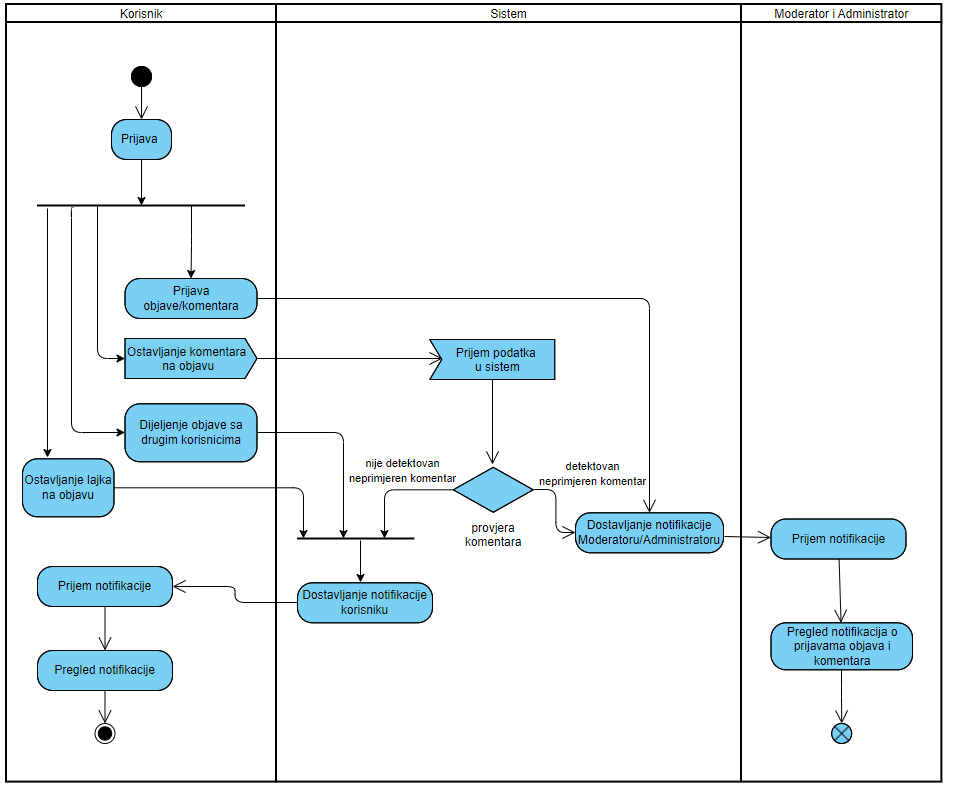 Korisnik
Sistem
Moderator i Administrator
Prijava
Prijava
objave/komentara
Ostavljanje komentara
na objavu
Prijem podatka
u sistem
Dijeljenje objave sa
drugim korisnicima
Ostavljanje lajka
na objavu
nije detektovan
neprimjeren komentar
detektovan
neprimjeren komentar
provjera
komentara
Dostavljanje notifikacije
Moderatoru/Administratoru
Prijem notifikacije
Prijem notifikacije
Dostavljanje notifikacije
korisniku
Pregled notifikacija o
prijavama objava i
komentara
Pregled notifikacije